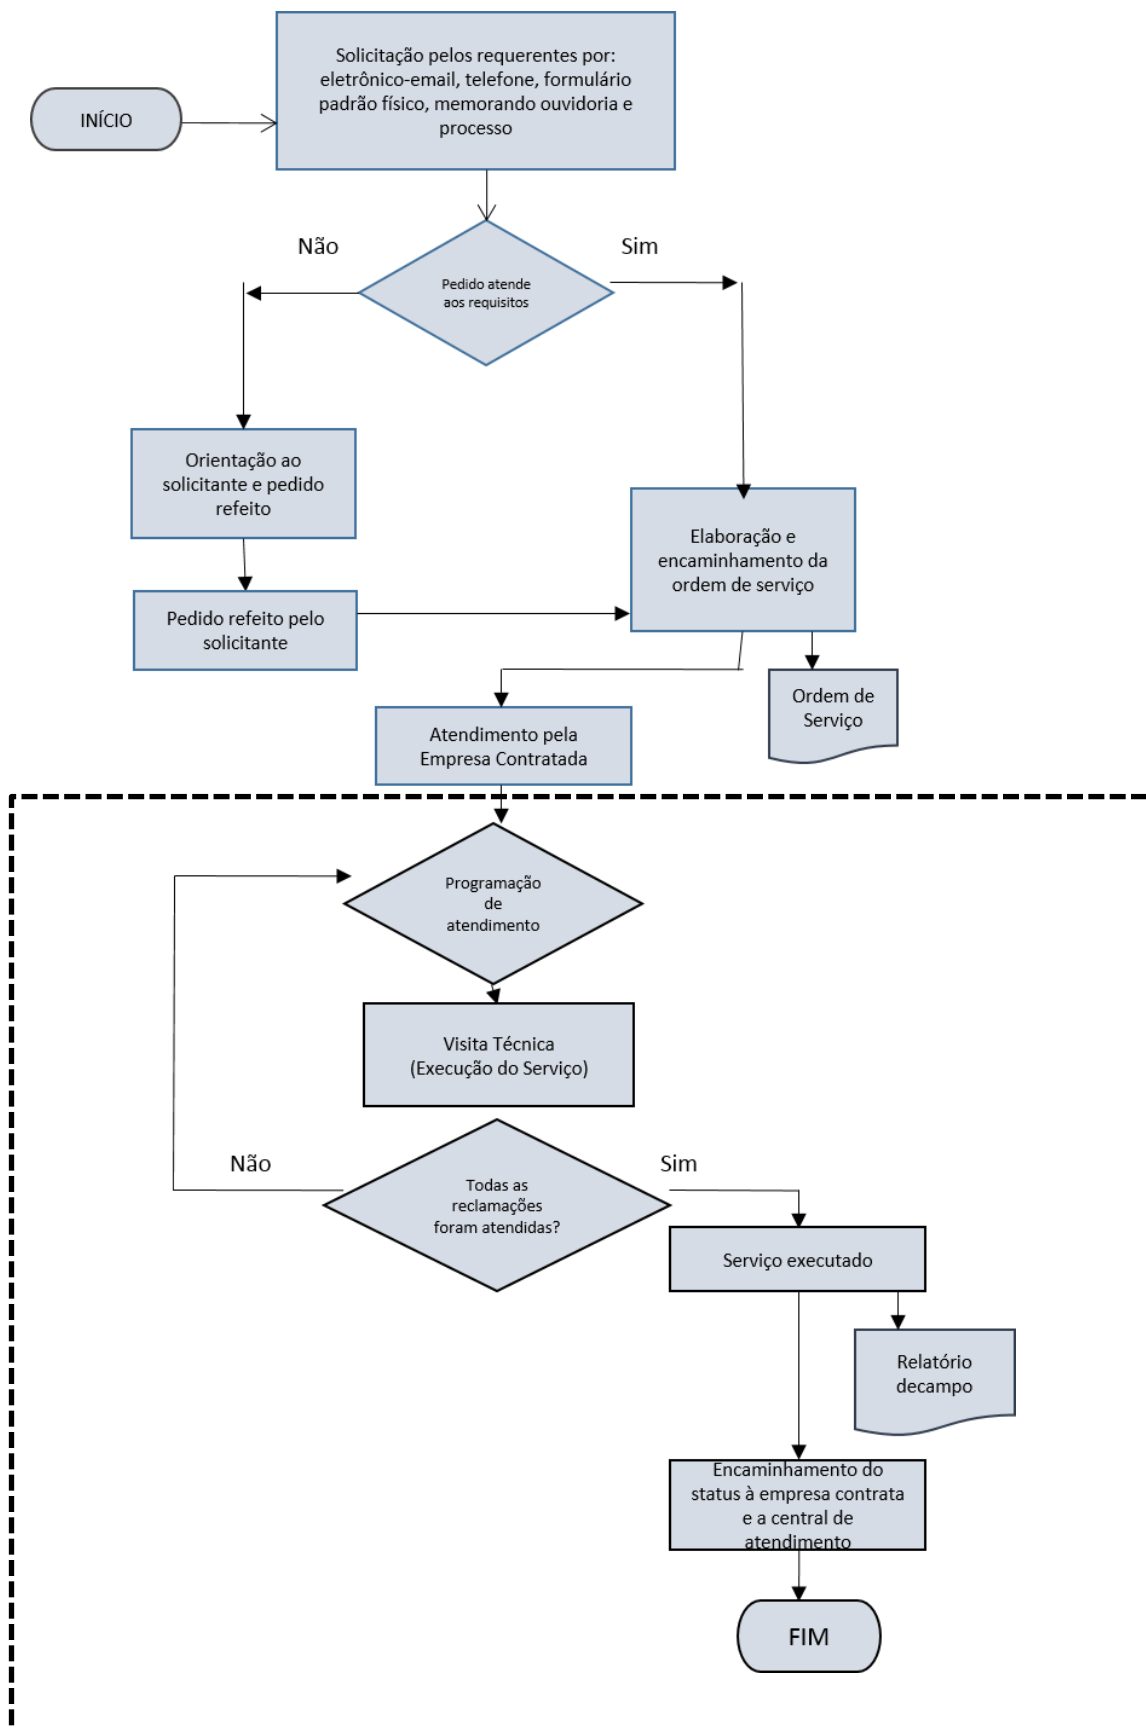 Solicitação pelos requerentes por:
eletrônico-email, telefone, formulário
padrão físico, memorando ouvidoria e
processo
INÍCIO
Não
Sim
Pedido atende
aos requisitos
Orientação ao
solicitante e pedido
refeito
Elaboração e
encaminhamento da
ordem de serviço
Pedido refeito pelo
solicitante
Ordem de
Serviço
Atendimento pela
Empresa Contratada
Programação
de
atendimento
Visita Técnica
(Execução do Serviço)
Não
Sim
Todas as
reclamações
foram atendidas?
Serviço executado
Relatório
decampo
Encaminhamento do
status à empresa contrata
e a central de
atendimento
FIM